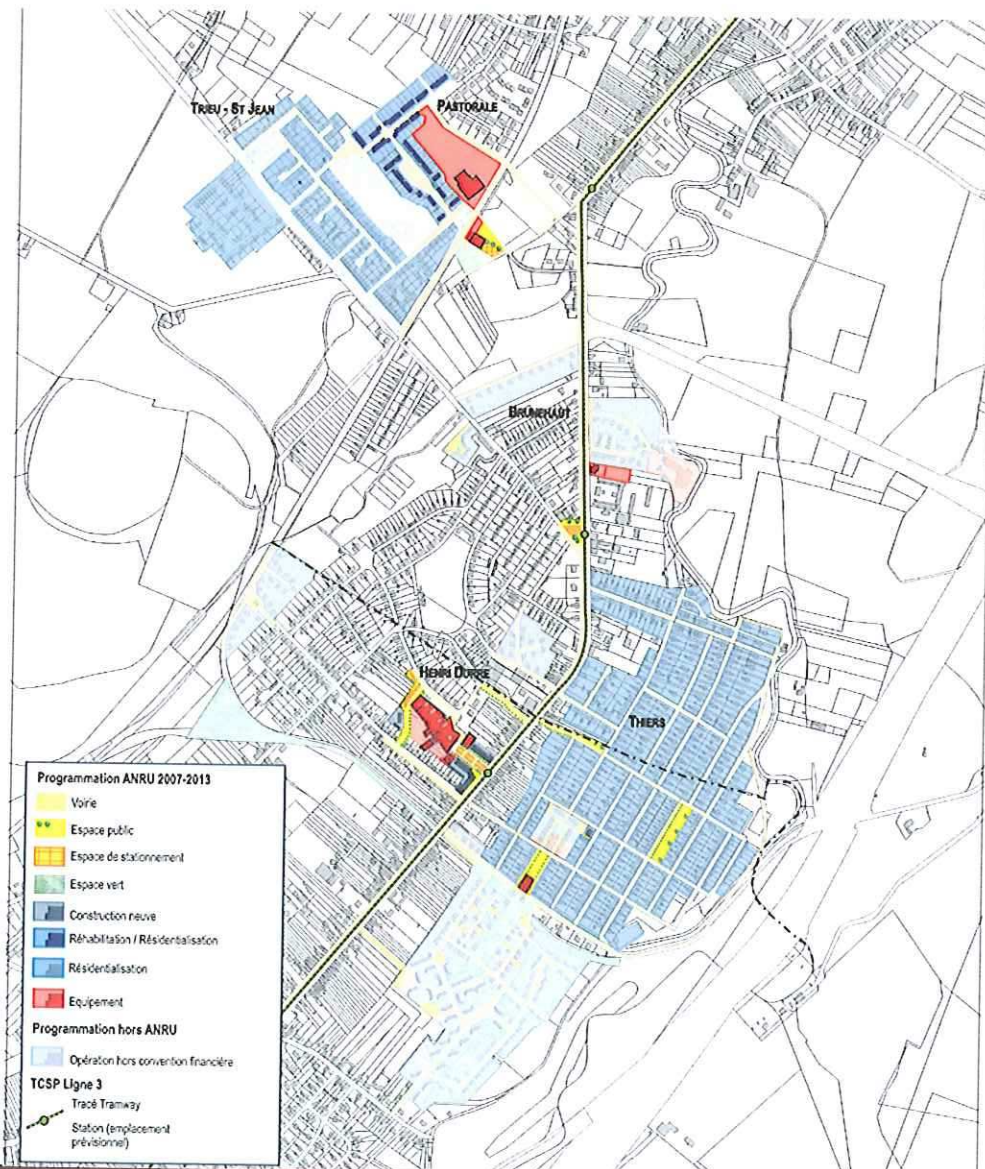 TRIEU - ST JEAN
PASTORALE
BRUNEHAUT
HENRI DURRE
THIERS
Programmation ANRU 2007-2013
Voirie
Espace public
Espace de stationnement
Espace vert
Construction neuve
Réhabilitation / Résidentialisation
Résidentialisation
Equipement
Programmation hors ANRU
Opération hors convention financière
TCSP Ligne 3
Tracé Tramway
Station (emplacement
prévisionnel)